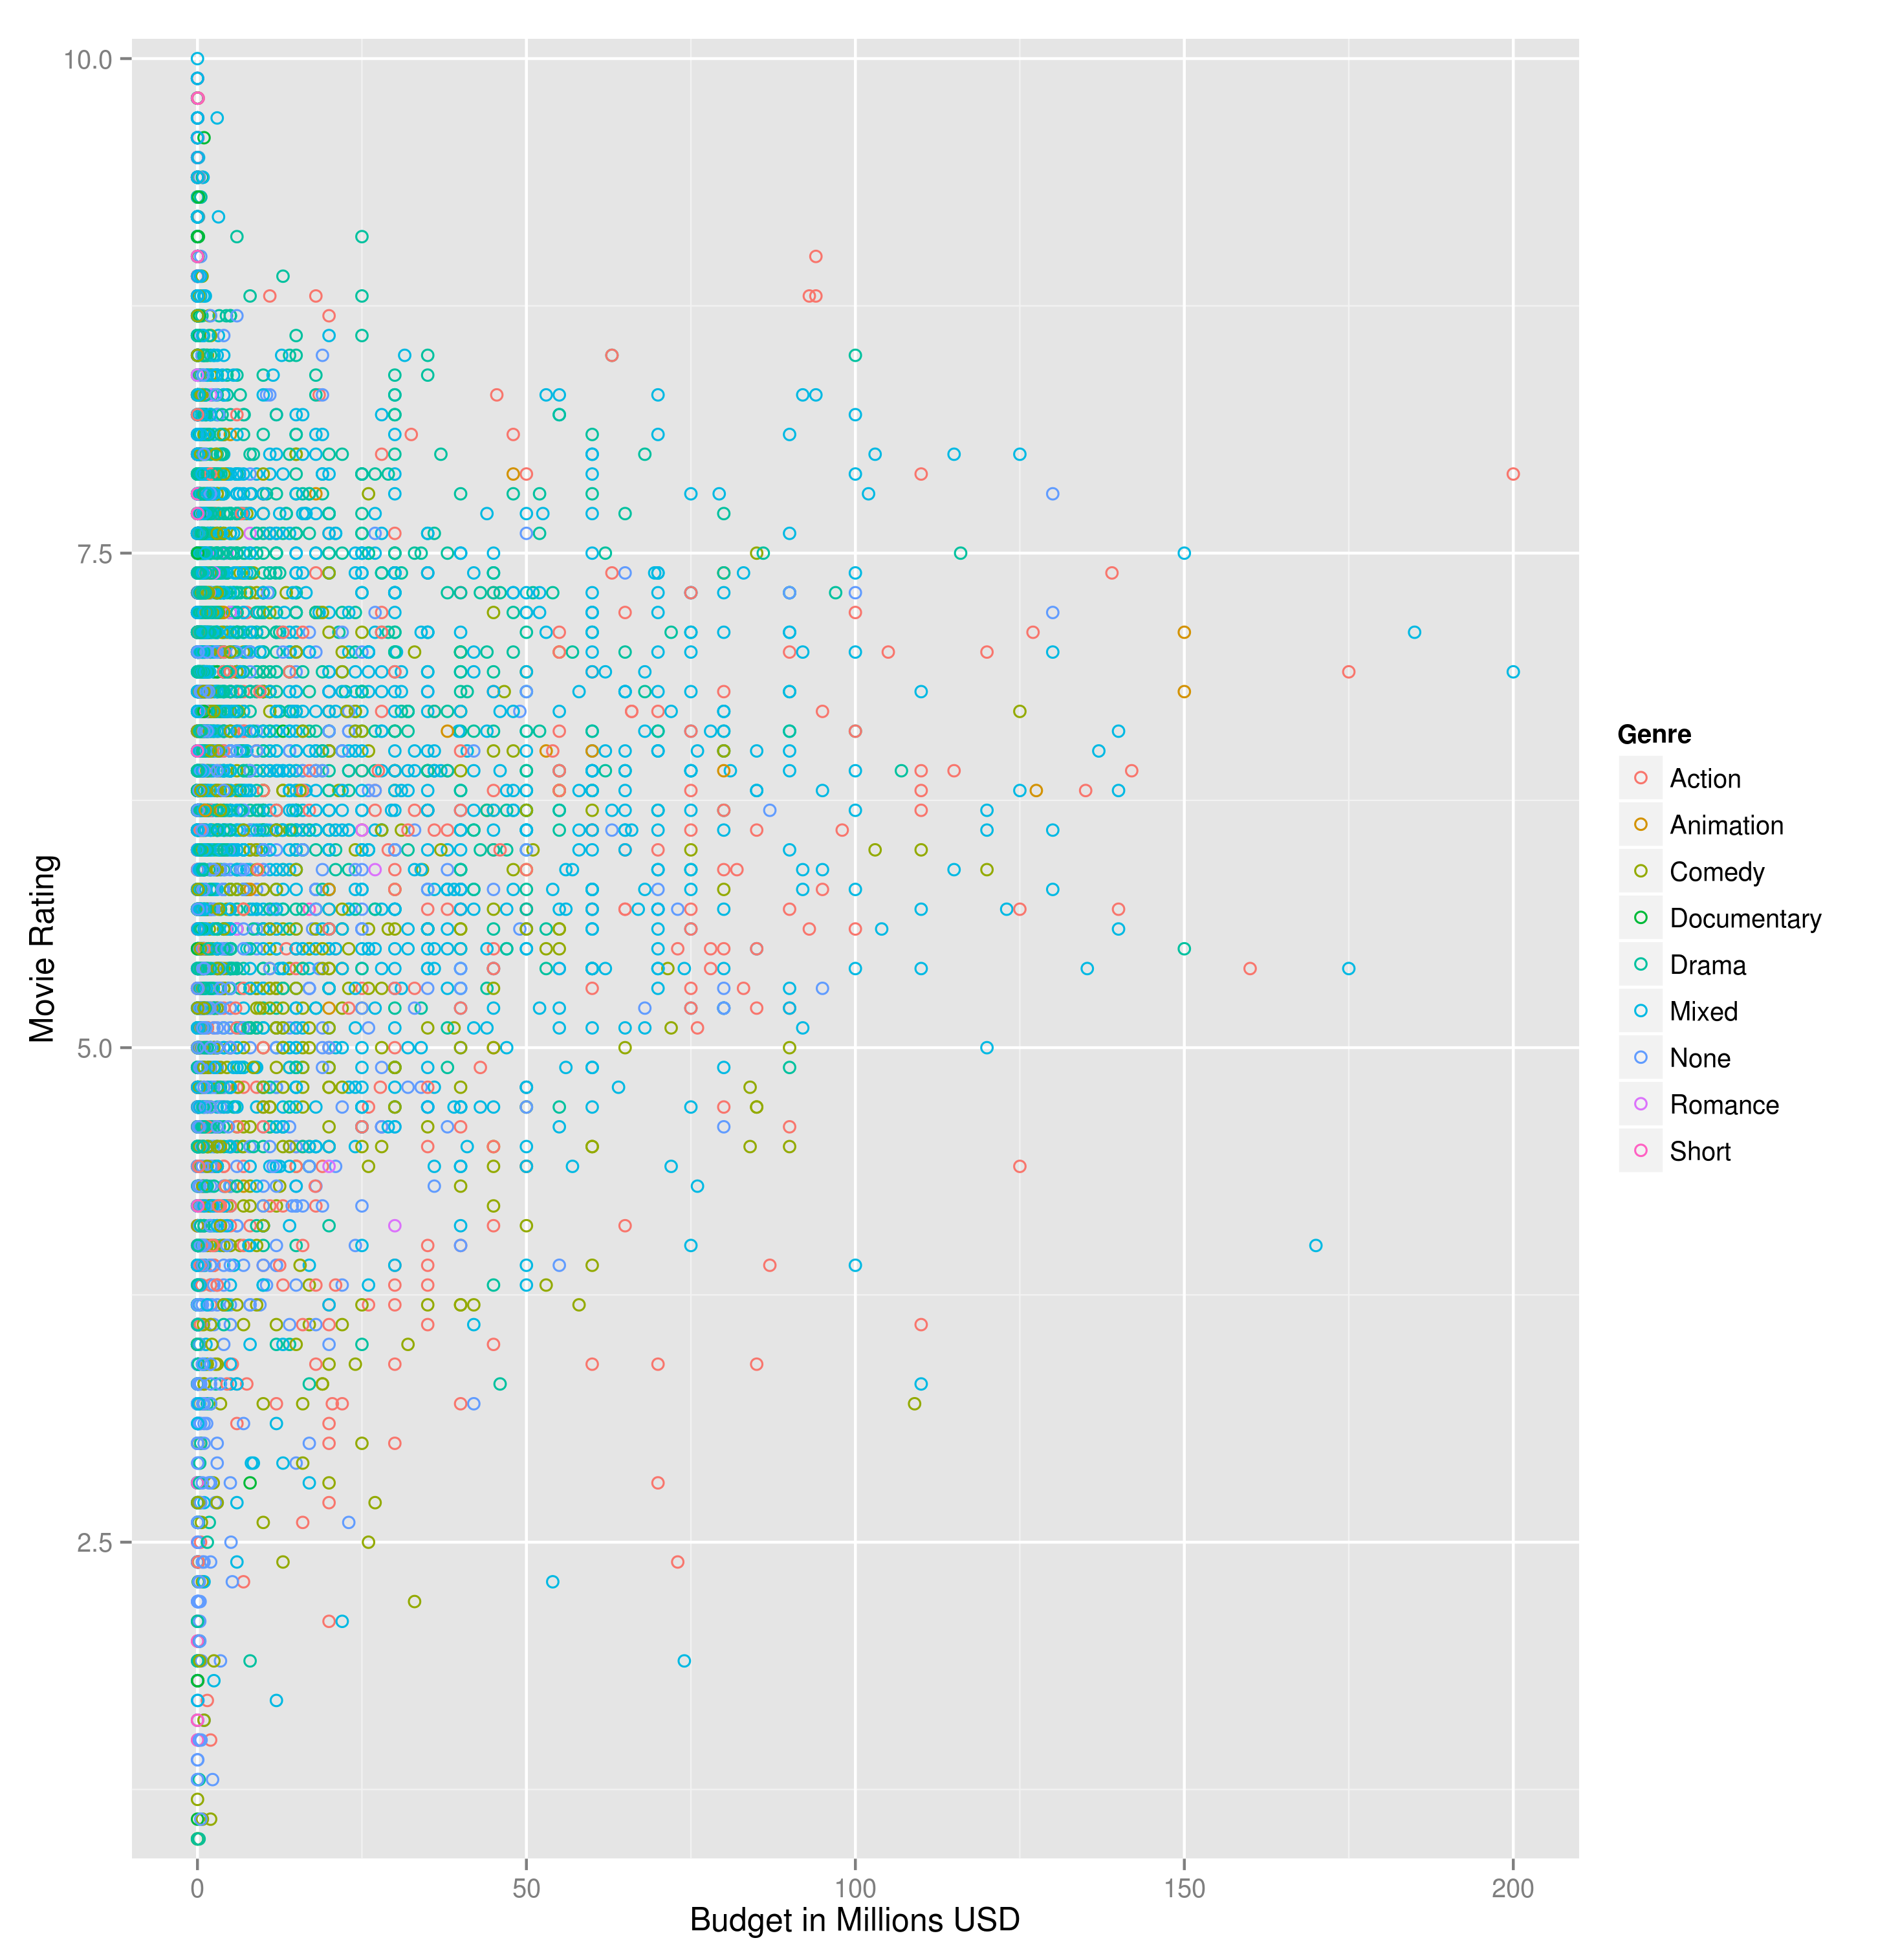 10.0
7.5
5.0
2.5
Movie Rating
0 50 100 150 200
Budget in Millions USD
Genre
Action
Animation
Comedy
Documentary
Drama
Mixed
None
Romance
Short